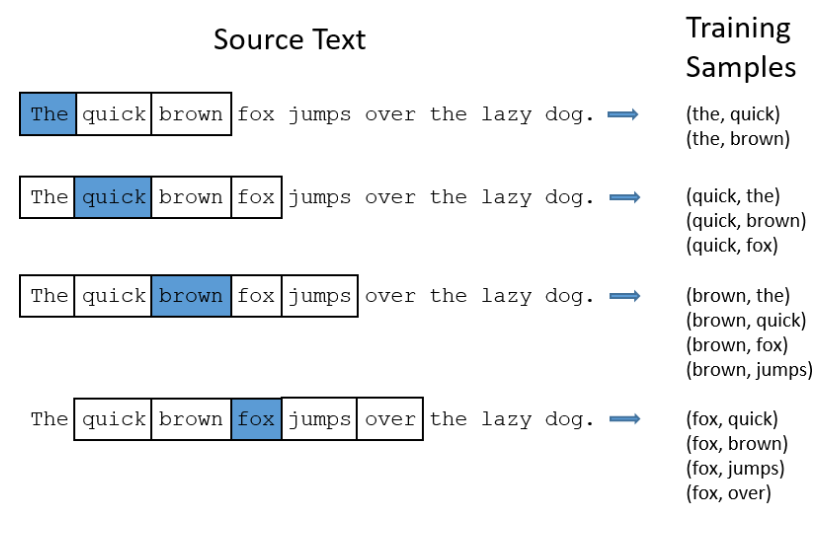 Source Text
Training
Samples
The quick brown fox jumps over the lazy dog.
(the, quick)
(the, brown)
The quick brown fox jumps over the lazy dog.
(quick, the)
(quick, brown)
(quick, fox)
The quick brown fox jumps over the lazy dog.
(brown, the)
(brown, quick)
(brown, fox)
(brown, jumps)
The quick brown fox jumps over the lazy dog.
(fox, quick)
(fox, brown)
(fox, jumps)
(fox, over)